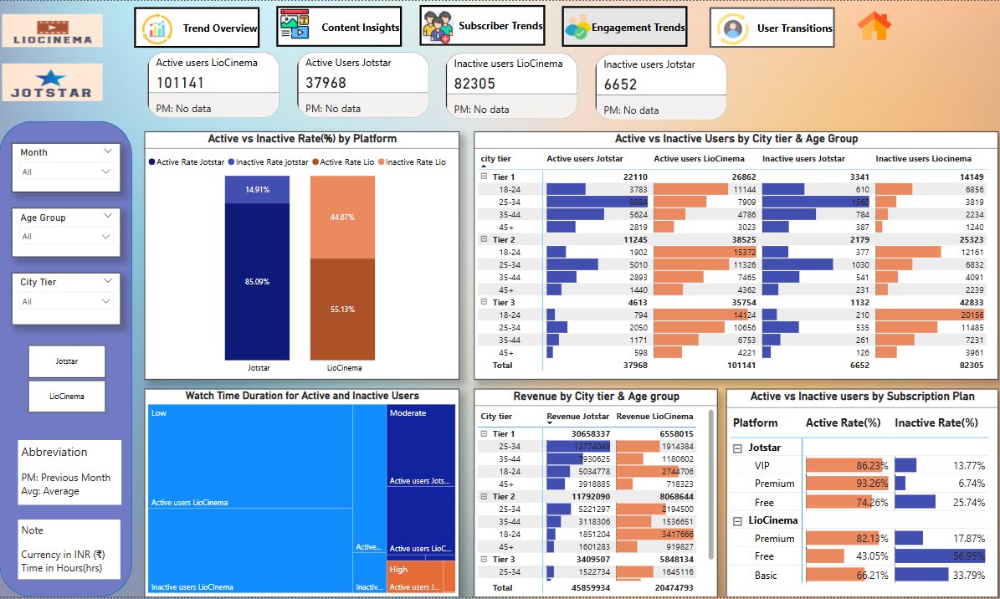 LIOCINEMA
JOTSTAR
Trend Overview
Content Insights
Subscriber Trends
Engagement Trends
User Transitions
Active users LioCinema
101141
PM: No data
Active Users Jotstar
37968
PM: No data
Inactive users LioCinema
82305
PM: No data
Inactive users Jotstar
6652
PM: No data
Month
All
Age Group
All
City Tier
All
Jotstar
LioCinema
Abbreviation
PM: Previous Month
Avg: Average
Note
Currency in INR (₹)
Time in Hours(hrs)
Active vs Inactive Rate(%) by Platform
Active Rate Jotstar Inactive Rate jotstar Active Rate Lio Inactive Rate Lio
14.91%
85.09%
44.87%
55.13%
Jotstar LioCinema
Active vs Inactive Users by City tier & Age Group
city tier Active users Jotstar Active users LioCinema Inactive users Jotstar Inactive users Liocinema
Tier 1 22110 26862 3341 14149
18-24 3783 11144 610 6856
25-34 9884 7909 1560 3819
35-44 5624 4786 784 2234
45+ 2819 3023 387 1240
Tier 2 11245 38525 2179 25323
18-24 1902 15372 377 12161
25-34 5010 11326 1030 6832
35-44 2893 7465 541 4091
45+ 1440 4362 231 2239
Tier 3 4613 35754 1132 42833
18-24 794 14124 210 20156
25-34 2050 10656 535 11485
35-44 1171 6753 261 7231
45+ 598 4221 126 3961
Total 37968 101141 6652 82305
Watch Time Duration for Active and Inactive Users
Low
Active users LioCinema
Inactive users LioCinema
Active...
Inactiv...
Moderate
Active users Jots...
Active users LioC...
High
Active users J...
Revenue by City tier & Age group
City tier Revenue Jotstar Revenue LioCinema
Tier 1 30658337 6558015
25-34 13774049 1914384
35-44 7930625 1180602
18-24 5034778 2744706
45+ 3918885 718323
Tier 2 11792090 8068644
25-34 5221297 2194500
35-44 3118306 1536651
18-24 1851204 3417666
45+ 1601283 919827
Tier 3 3409507 5848134
25-34 1522734 1645116
Total 45859934 20474793
Active vs Inactive users by Subscription Plan
Platform Active Rate(%) Inactive Rate(%)
Jotstar
VIP 86.23% 13.77%
Premium 93.26% 6.74%
Free 74.26% 25.74%
LioCinema
Premium 82.13% 17.87%
Free 43.05% 56.95%
Basic 66.21% 33.79%